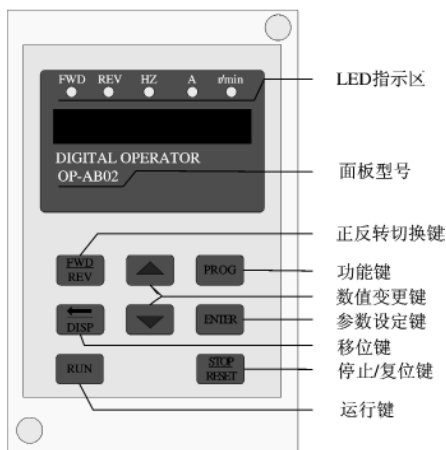 FWD REV HZ A r/min
LED指示区
DIGITAL OPERATOR
OP-AB02
面板型号
正反转切换键
FWD
REV
PROG
功能键
数值变更键
DISP
ENTER
参数设定键
移位键
RUN
STOP
RESET
停止/复位键
运行键